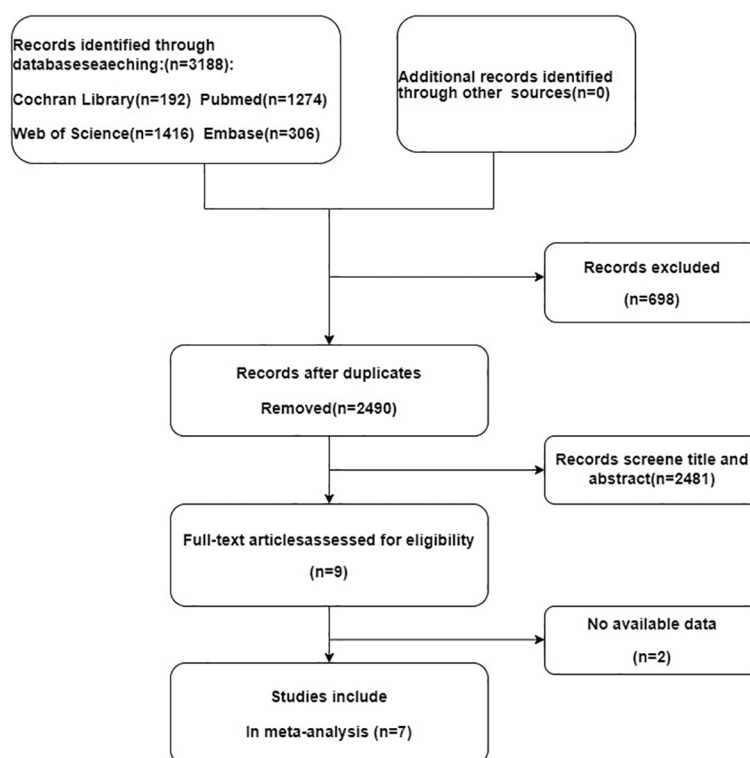 Records identified through
databaseseaeching:(n=3188):
Cochran Library(n=192) Pubmed(n=1274)
Web of Science(n=1416) Embase(n=306)
Additional records identified
through other sources(n=0)
Records excluded
(n=698)
Records after duplicates
Removed(n=2490)
Records screene title and
abstract(n=2481)
Full-text articlesassessed for eligibility
(n=9)
No available data
(n=2)
Studies include
In meta-analysis (n=7)